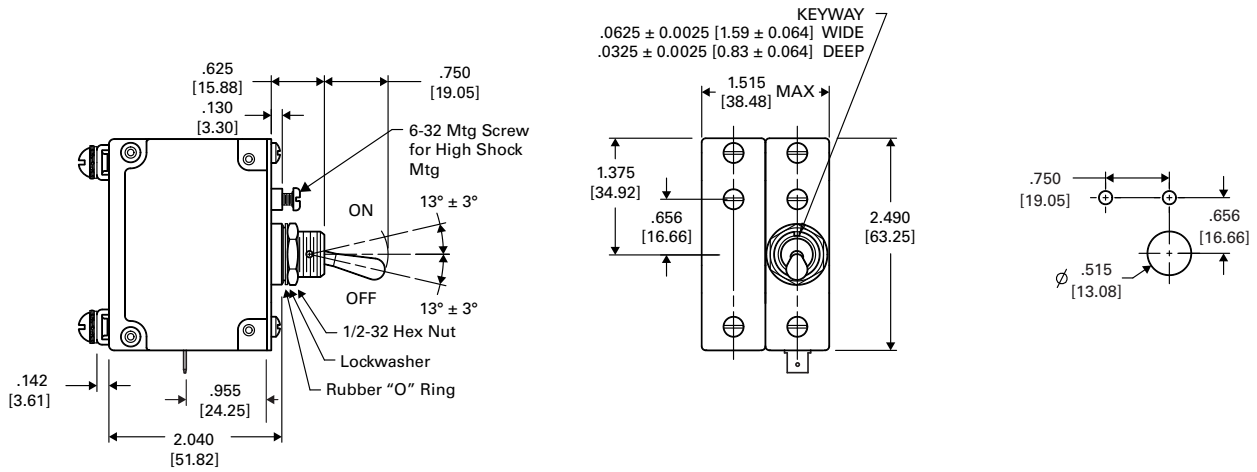 .625
[15.88]
.750
[19.05]
.130
[3.30]
6-32 Mtg Screw
for High Shock
Mtg
ON
13° ± 3°
OFF
13° ± 3°
1/2-32 Hex Nut
Lockwasher
Rubber “O” Ring
.142
[3.61]
.955
[24.25]
2.040
[51.82]
KEYWAY
.0625 ± 0.0025 [1.59 ± 0.064] WIDE
.0325 ± 0.0025 [0.83 ± 0.064] DEEP
1.515
[38.48] MAX
1.375
[34.92]
.656
[16.66]
2.490
[63.25]
.750
[19.05]
.656
[16.66]
Ø .515
[13.08]